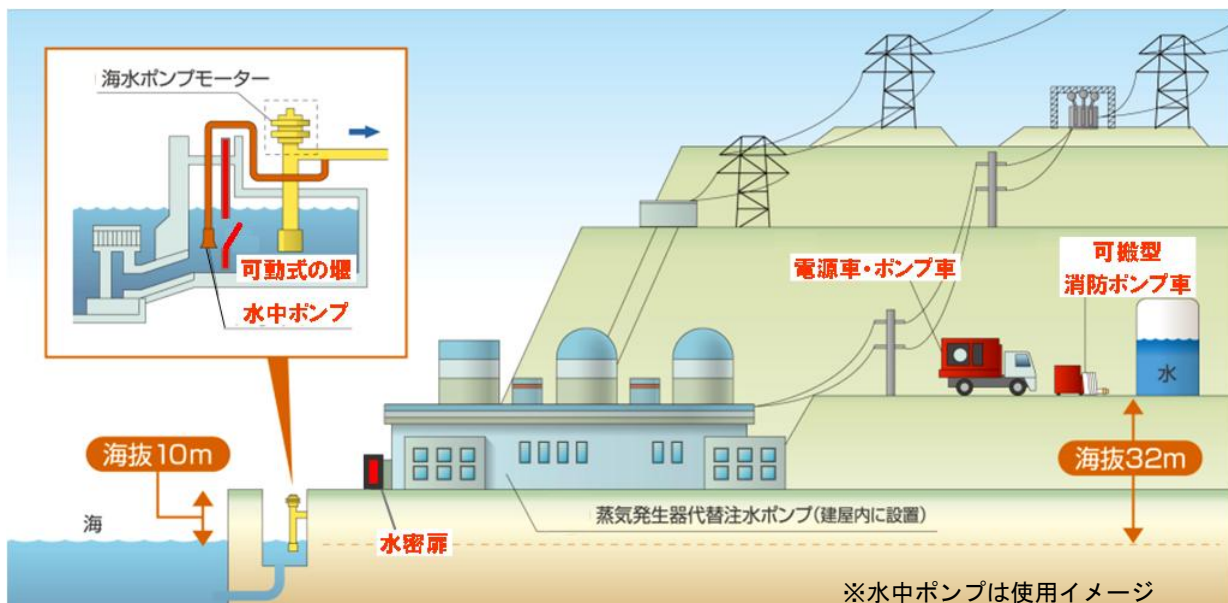 海水ポンプモーター
可動式の堰
水中ポンプ
電源車・ポンプ車
可搬型
消防ポンプ車
水
海抜10m
海抜32m
海
水密扉
蒸気発生器代替注水ポンプ(建屋内に設置)
※水中ポンプは使用イメージ